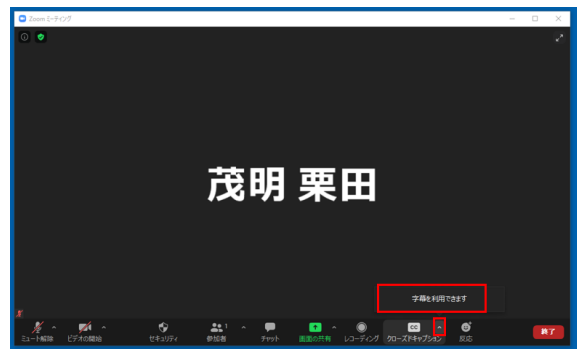 Zoom ミーティング
茂明 栗田
字幕を利用できます
ミュート解除 ビデオの開始 セキュリティ 参加者 1 チャット 画面の共有 レコーディング CC クローズドキャプション 反応 終了